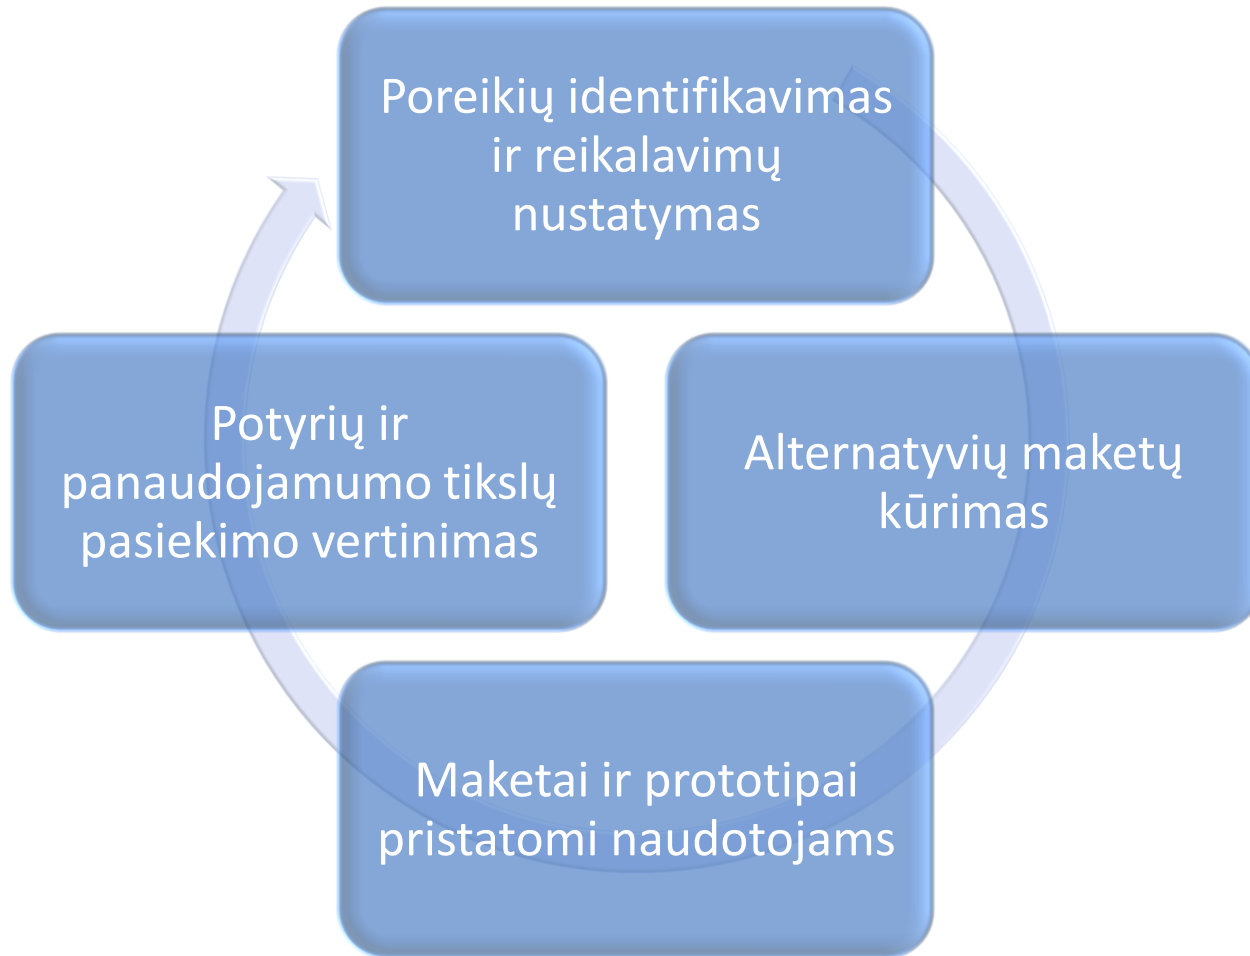 Poreikių identifikavimas
ir reikalavimų
nustatymas
Potyrių ir
panaudojamumo tikslų
pasiekimo vertinimas
Alternatyvių maketų
kūrimas
Maketai ir prototipai
pristatomi naudotojams